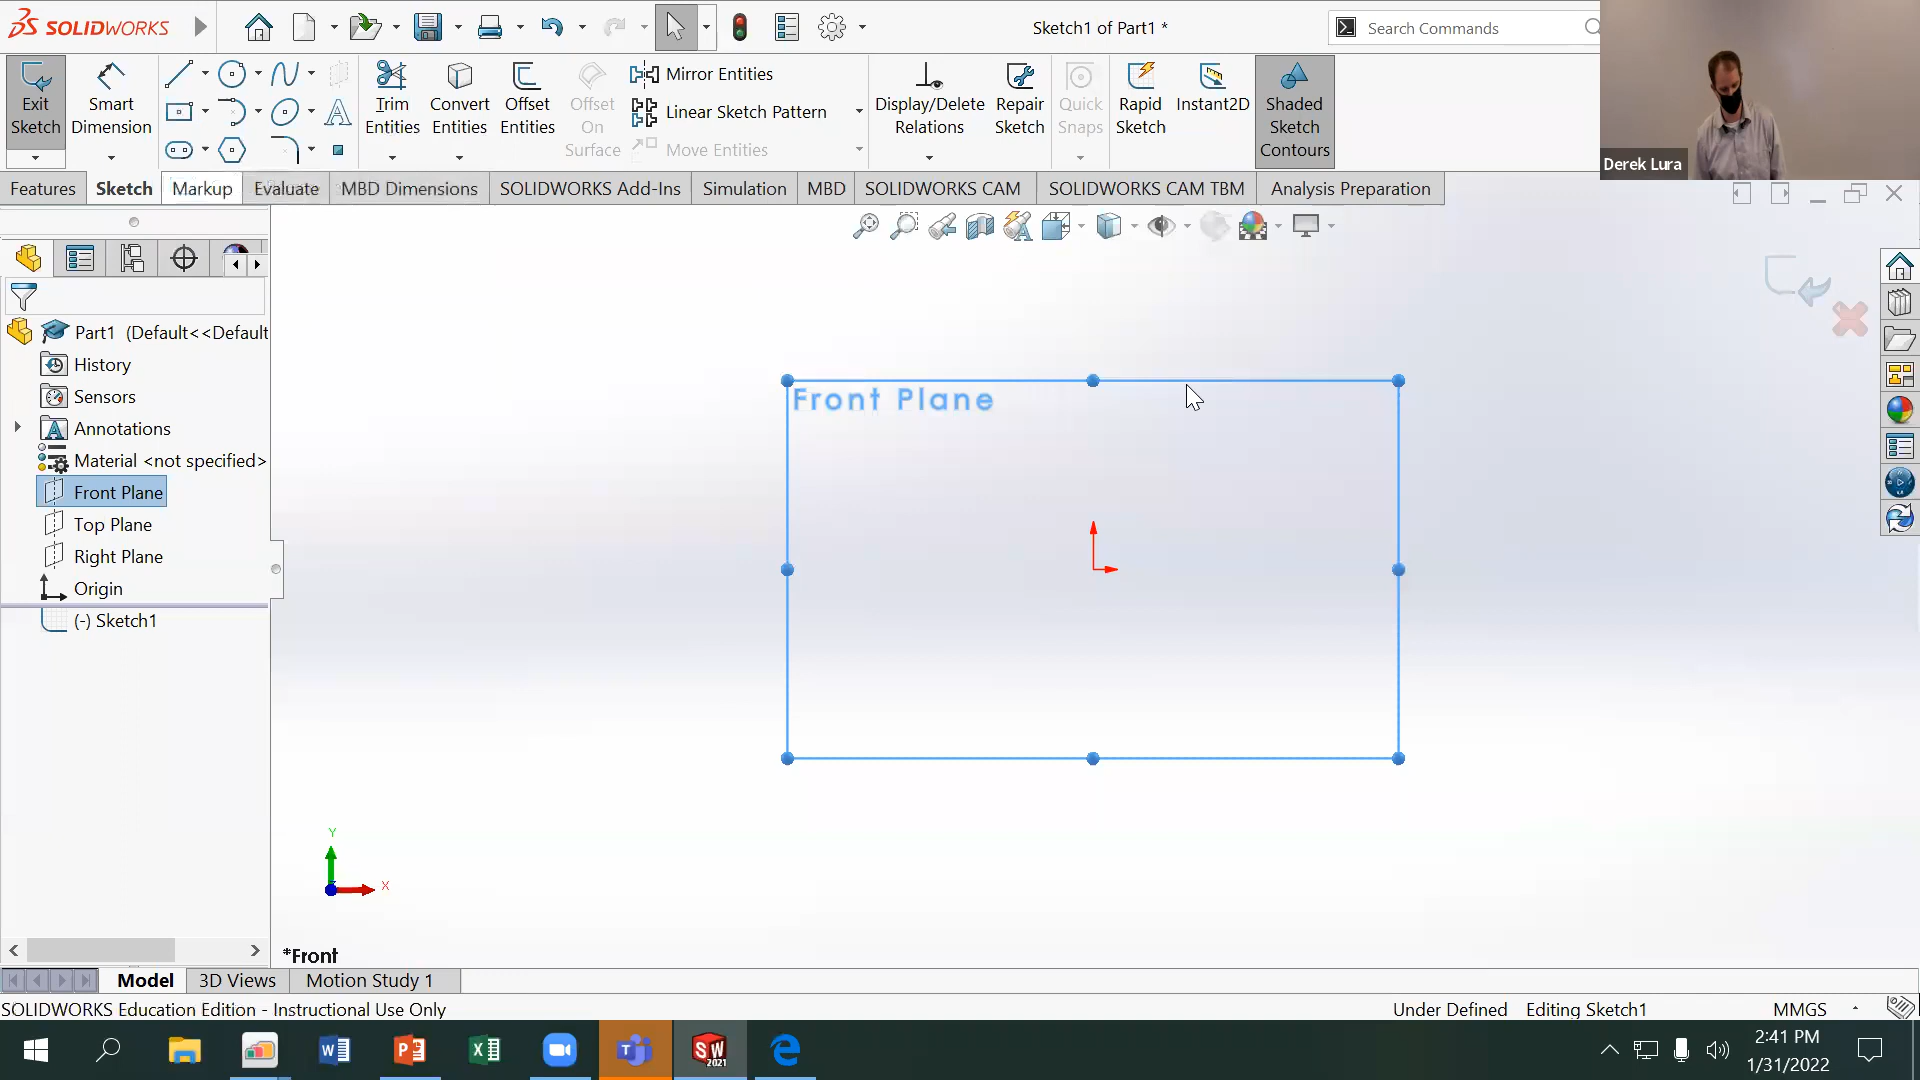 SOLIDWORKS
Sketch1 of Part1 *
Search Commands
Exit Sketch
Smart Dimension
Trim Entities
Convert Entities
Offset Entities
Offset On Surface
Mirror Entities
Linear Sketch Pattern
Move Entities
Display/Delete Relations
Repair Sketch
Quick Snaps
Rapid Sketch
Instant2D
Shaded Sketch Contours
Derek Lura
Features
Sketch
Markup
Evaluate
MBD Dimensions
SOLIDWORKS Add-Ins
Simulation
MBD
SOLIDWORKS CAM
SOLIDWORKS CAM TBM
Analysis Preparation
Part1 (Default<<Default
History
Sensors
Annotations
Material <not specified>
Front Plane
Top Plane
Right Plane
Origin
(-) Sketch1
Front Plane
Y
X
*Front
Model
3D Views
Motion Study 1
SOLIDWORKS Education Edition - Instructional Use Only
Under Defined
Editing Sketch1
MMGS
SW
2021
2:41 PM
1/31/2022